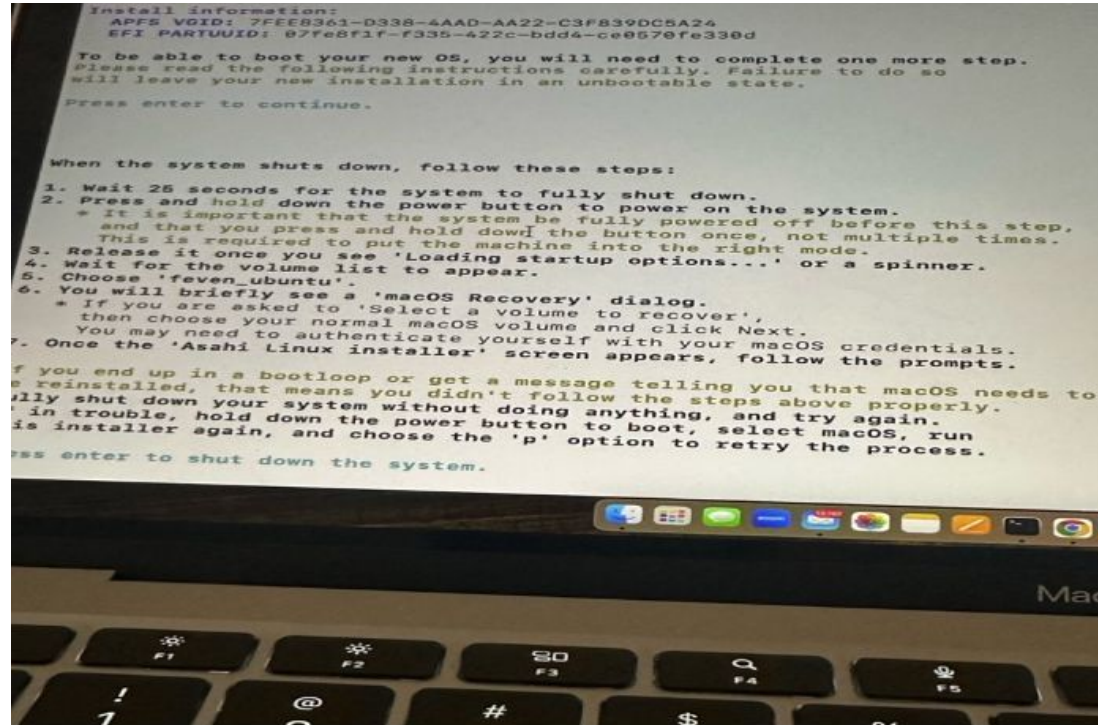 Install information:
APFS VGID: 7FEE8361-D338-4AAD-AA22-C3F839DC5A24
EFI PARTUUID: 07fe8f1f-f335-422c-bdd4-ce0570fe330d
To be able to boot your new OS, you will need to complete one more step.
Please read the following instructions carefully. Failure to do so
will leave your new installation in an unbootable state.
Press enter to continue.
When the system shuts down, follow these steps:
1. Wait 25 seconds for the system to fully shut down.
2. Press and hold down the power button to power on the system.
* It is important that the system be fully powered off before this step,
and that you press and hold down the button once, not multiple times.
This is required to put the machine into the right mode.
3. Release it once you see 'Loading startup options...' or a spinner.
4. Wait for the volume list to appear.
5. Choose 'feven_ubuntu'.
6. You will briefly see a 'macOS Recovery' dialog.
* If you are asked to 'Select a volume to recover',
then choose your normal macOS volume and click Next.
You may need to authenticate yourself with your macOS credentials.
7. Once the 'Asahi Linux installer' screen appears, follow the prompts.
f you end up in a bootloop or get a message telling you that macOS needs to
e reinstalled, that means you didn't follow the steps above properly.
lly shut down your system without doing anything, and try again.
in trouble, hold down the power button to boot, select macOS, run
is installer again, and choose the 'p' option to retry the process.
ss enter to shut down the system.
Mac
F1 F2 F3 F4 F5
! @ # $
1